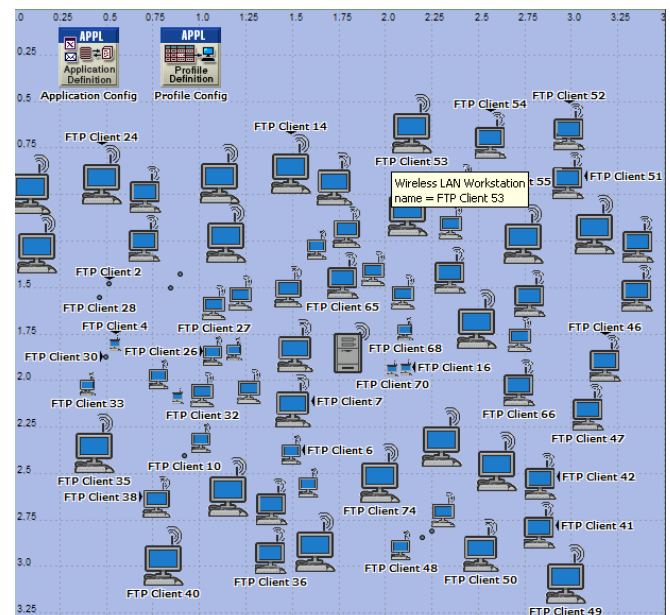 0.0 0.25 0.5 0.75 1.0 1.25 1.5 1.75 2.0 2.25 2.5 2.75 3.0 3.25
0.25
APPL
APPL
Application
Definition
Profile
Definition
Application Config
Profile Config
0.5
FTP Client 52
FTP Client 54
FTP Client 14
FTP Client 24
0.75
FTP Client 53
FTP Client 51
Wireless LAN Workstation
name = FTP Client 53
55
1.0
FTP Client 2
1.5
FTP Client 28
FTP Client 65
FTP Client 4
FTP Client 27
FTP Client 46
1.75
FTP Client 68
FTP Client 30
FTP Client 26
FTP Client 16
2.0
FTP Client 70
FTP Client 33
FTP Client 7
FTP Client 32
FTP Client 66
2.25
FTP Client 47
FTP Client 6
FTP Client 10
2.5
FTP Client 35
FTP Client 42
FTP Client 38
FTP Client 74
2.75
FTP Client 41
3.0
FTP Client 48
FTP Client 50
FTP Client 36
FTP Client 40
3.25
FTP Client 49